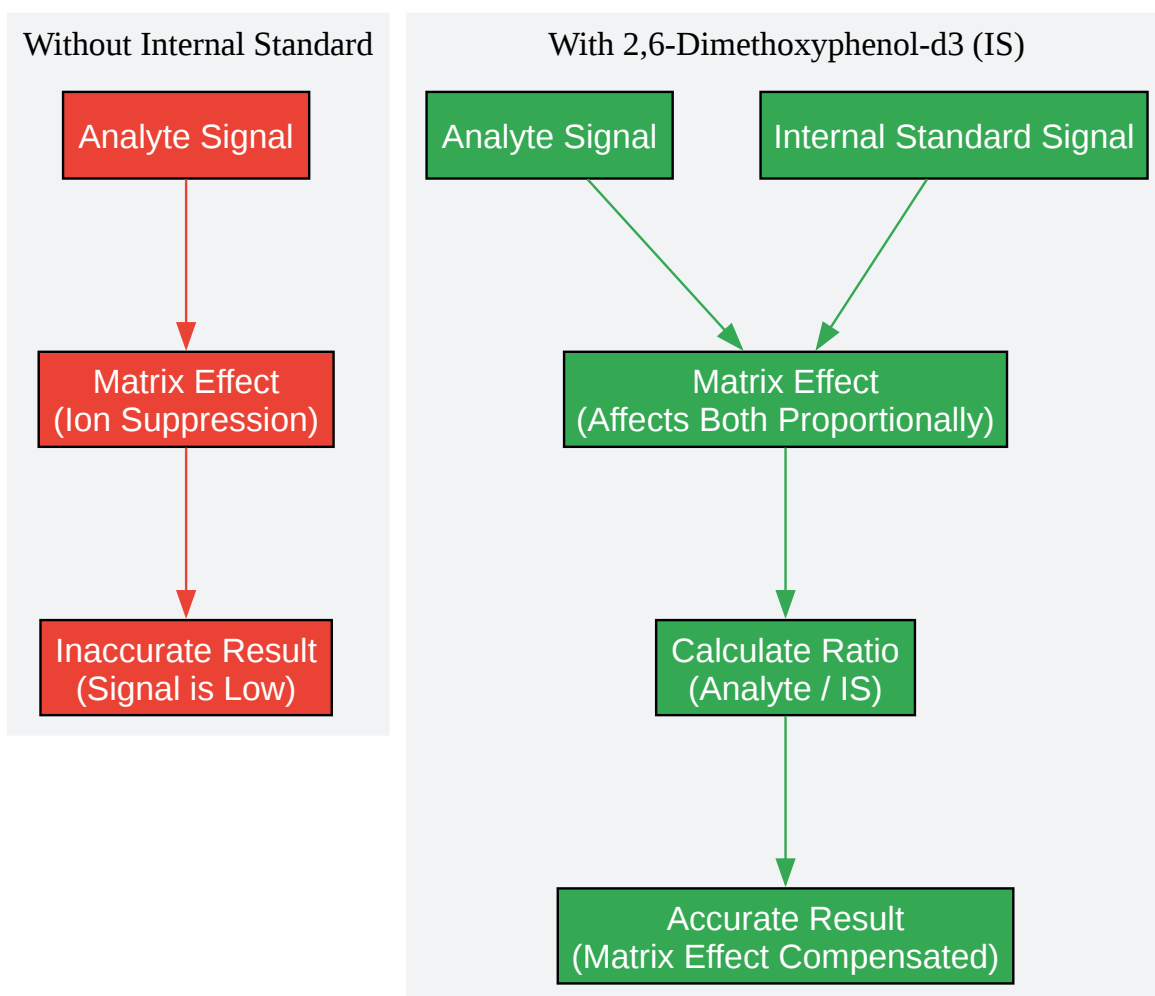 Without Internal Standard
Analyte Signal
Matrix Effect
(Ion Suppression)
Inaccurate Result
(Signal is Low)
With 2,6-Dimethoxyphenol-d3 (IS)
Analyte Signal
Internal Standard Signal
Matrix Effect
(Affects Both Proportionally)
Calculate Ratio
(Analyte / IS)
Accurate Result
(Matrix Effect Compensated)